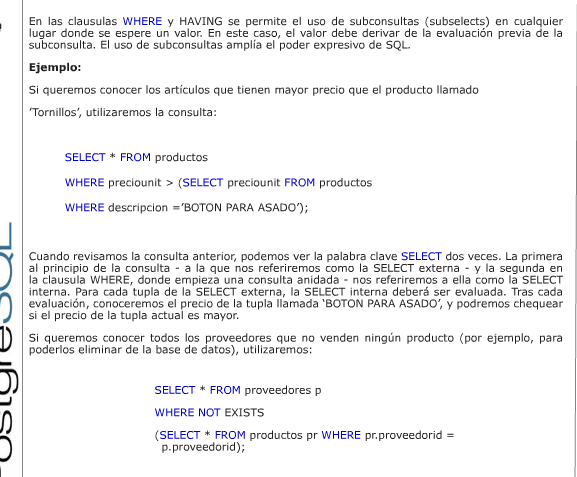 En las clausulas WHERE y HAVING se permite el uso de subconsultas (subselects) en cualquier
lugar donde se espere un valor. En este caso, el valor debe derivar de la evaluación previa de la
subconsulta. El uso de subconsultas amplía el poder expresivo de SQL.
Ejemplo:
Si queremos conocer los artículos que tienen mayor precio que el producto llamado
'Tornillos', utilizaremos la consulta:
SELECT * FROM productos
WHERE preciounit > (SELECT preciounit FROM productos
WHERE descripcion ='BOTON PARA ASADO');
Cuando revisamos la consulta anterior, podemos ver la palabra clave SELECT dos veces. La primera
al principio de la consulta - a la que nos referiremos como la SELECT externa - y la segunda en
la clausula WHERE, donde empieza una consulta anidada - nos referiremos a ella como la SELECT
interna. Para cada tupla de la SELECT externa, la SELECT interna deberá ser evaluada. Tras cada
evaluación, conoceremos el precio de la tupla llamada 'BOTON PARA ASADO', y podremos chequear
si el precio de la tupla actual es mayor.
Si queremos conocer todos los proveedores que no venden ningún producto (por ejemplo, para
poderlos eliminar de la base de datos), utilizaremos:
SELECT * FROM proveedores p
WHERE NOT EXISTS
(SELECT * FROM productos pr WHERE pr.proveedorid =
p.proveedorid);
PostgreSQL